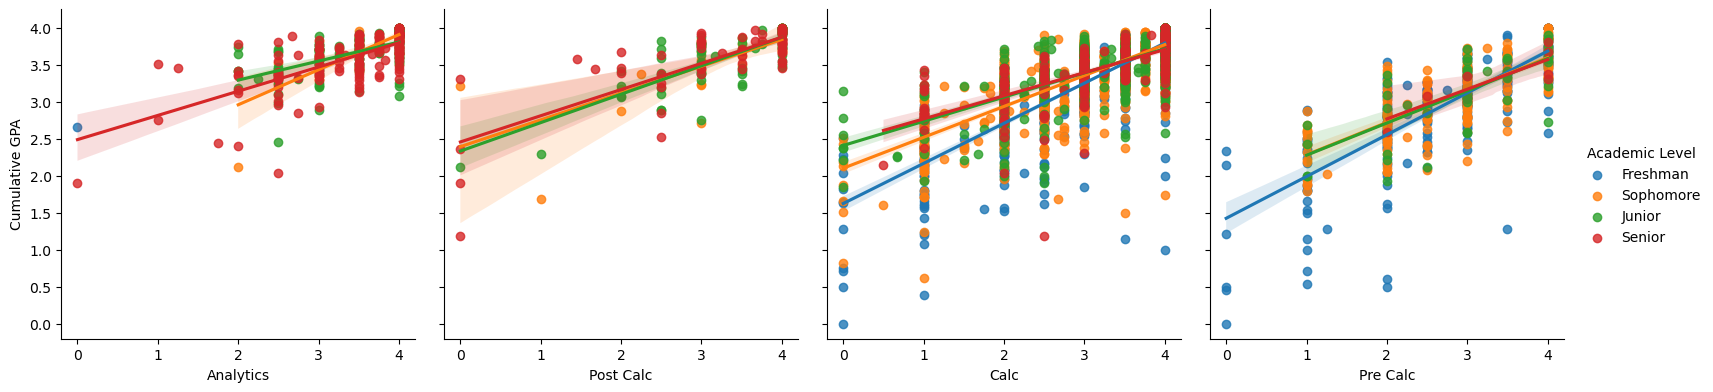 Cumulative GPA
4.0
3.5
3.0
2.5
2.0
1.5
1.0
0.5
0.0
0 1 2 3 4
Analytics
0 1 2 3 4
Post Calc
0 1 2 3 4
Calc
0 1 2 3 4
Pre Calc
Academic Level
Freshman
Sophomore
Junior
Senior